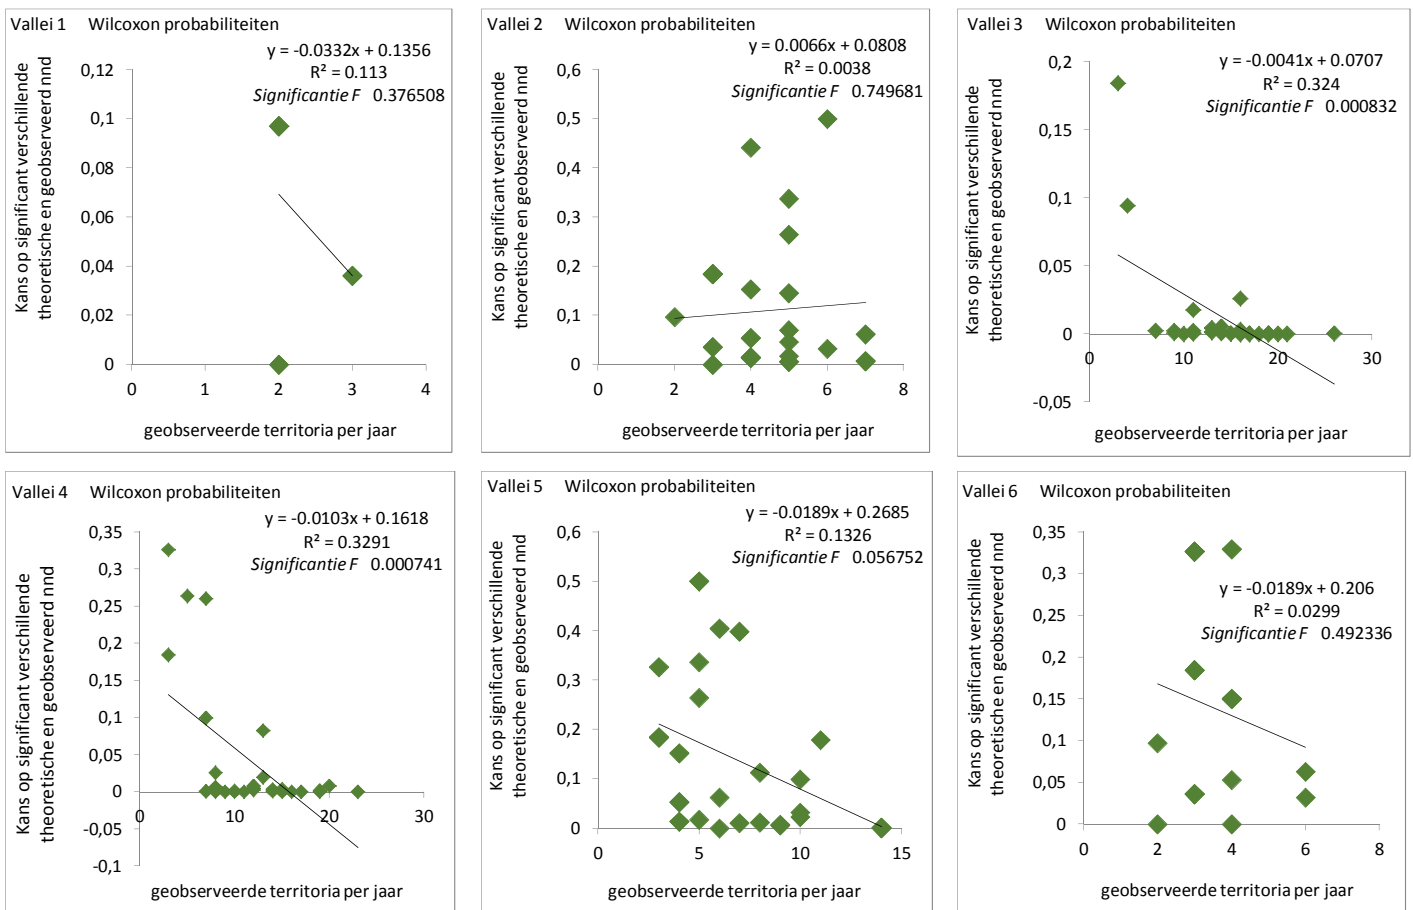 Vallei 1 Wilcoxon probabiliteiten
y = -0.0332x + 0.1356
R² = 0.113
Significantie F 0.376508
Kans op significant verschillende
theoretische en geobserveerd nnd
0,12
0,1
0,08
0,06
0,04
0,02
0
0 1 2 3 4
geobserveerde territoria per jaar
Vallei 2 Wilcoxon probabiliteiten
y = 0.0066x + 0.0808
R² = 0.0038
Significantie F 0.749681
Kans op significant verschillende
theoretische en geobserveerd nnd
0,6
0,5
0,4
0,3
0,2
0,1
0
0 2 4 6 8
geobserveerde territoria per jaar
Vallei 3 Wilcoxon probabiliteiten
y = -0.0041x + 0.0707
R² = 0.324
Significantie F 0.000832
Kans op significant verschillende
theoretische en geobserveerd nnd
0,2
0,15
0,1
0,05
0
0 10 20 30
-0,05
geobserveerde territoria per jaar
Vallei 4 Wilcoxon probabiliteiten
y = -0.0103x + 0.1618
R² = 0.3291
Significantie F 0.000741
Kans op significant verschillende
theoretische en geobserveerd nnd
0,35
0,3
0,25
0,2
0,15
0,1
0,05
0
0 10 20 30
-0,05
-0,1
geobserveerde territoria per jaar
Vallei 5 Wilcoxon probabiliteiten
y = -0.0189x + 0.2685
R² = 0.1326
Significantie F 0.056752
Kans op significant verschillende
theoretische en geobserveerd nnd
0,6
0,5
0,4
0,3
0,2
0,1
0
0 5 10 15
geobserveerde territoria per jaar
Vallei 6 Wilcoxon probabiliteiten
y = -0.0189x + 0.206
R² = 0.0299
Significantie F 0.492336
Kans op significant verschillende
theoretische en geobserveerd nnd
0,35
0,3
0,25
0,2
0,15
0,1
0,05
0
0 2 4 6 8
geobserveerde territoria per jaar